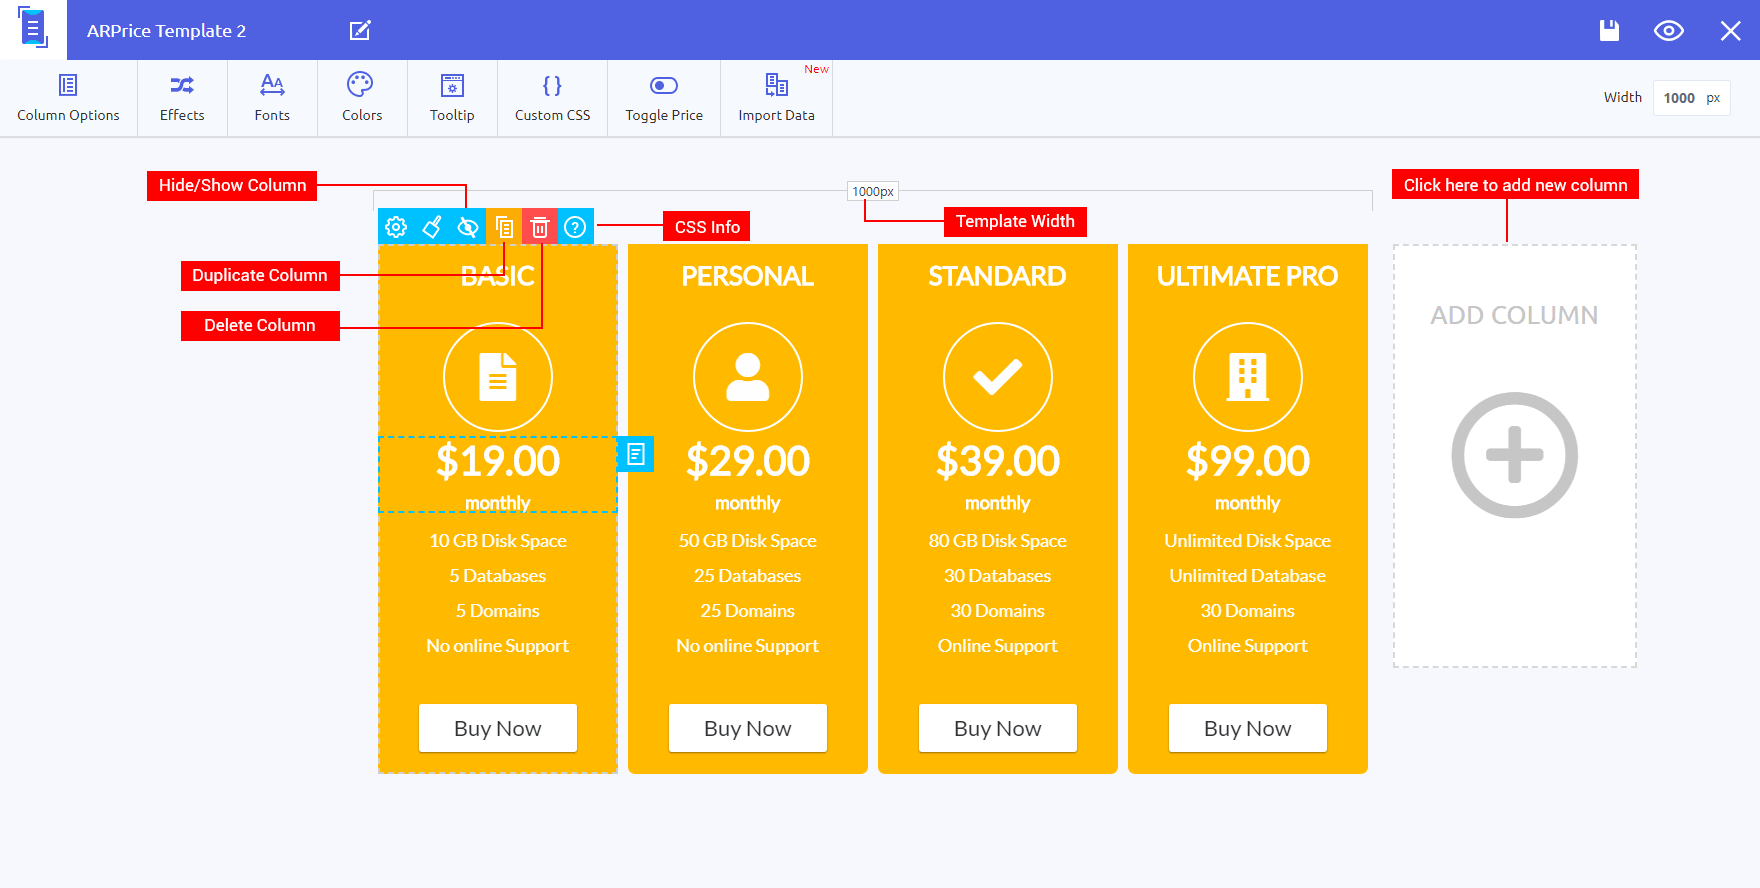 ARPrice Template 2
Column Options
Effects
Fonts
Colors
Tooltip
Custom CSS
Toggle Price
Import Data
New
Width
1000 px
Hide/Show Column
1000px
Click here to add new column
CSS Info
Template Width
Duplicate Column
Delete Column
BASIC
$19.00
monthly
10 GB Disk Space
5 Databases
5 Domains
No online Support
Buy Now
PERSONAL
$29.00
monthly
50 GB Disk Space
25 Databases
25 Domains
No online Support
Buy Now
STANDARD
$39.00
monthly
80 GB Disk Space
30 Databases
30 Domains
Online Support
Buy Now
ULTIMATE PRO
$99.00
monthly
Unlimited Disk Space
Unlimited Database
30 Domains
Online Support
Buy Now
ADD COLUMN